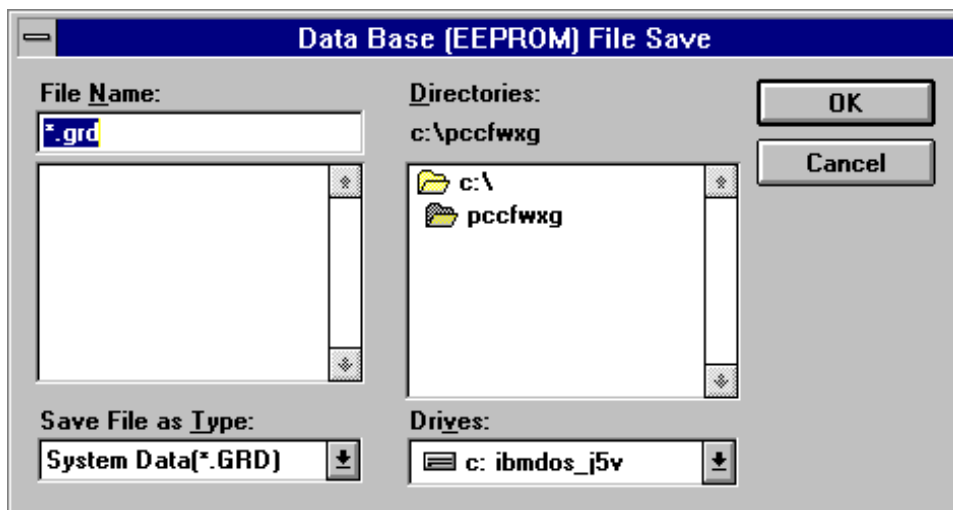 Data Base (EEPROM) File Save
File Name:
*.grd
Directories:
c:\pccfwxg
c:\
pccfwxg
OK
Cancel
Save File as Type:
System Data(*.GRD)
Drives:
c: ibmdos_j5v